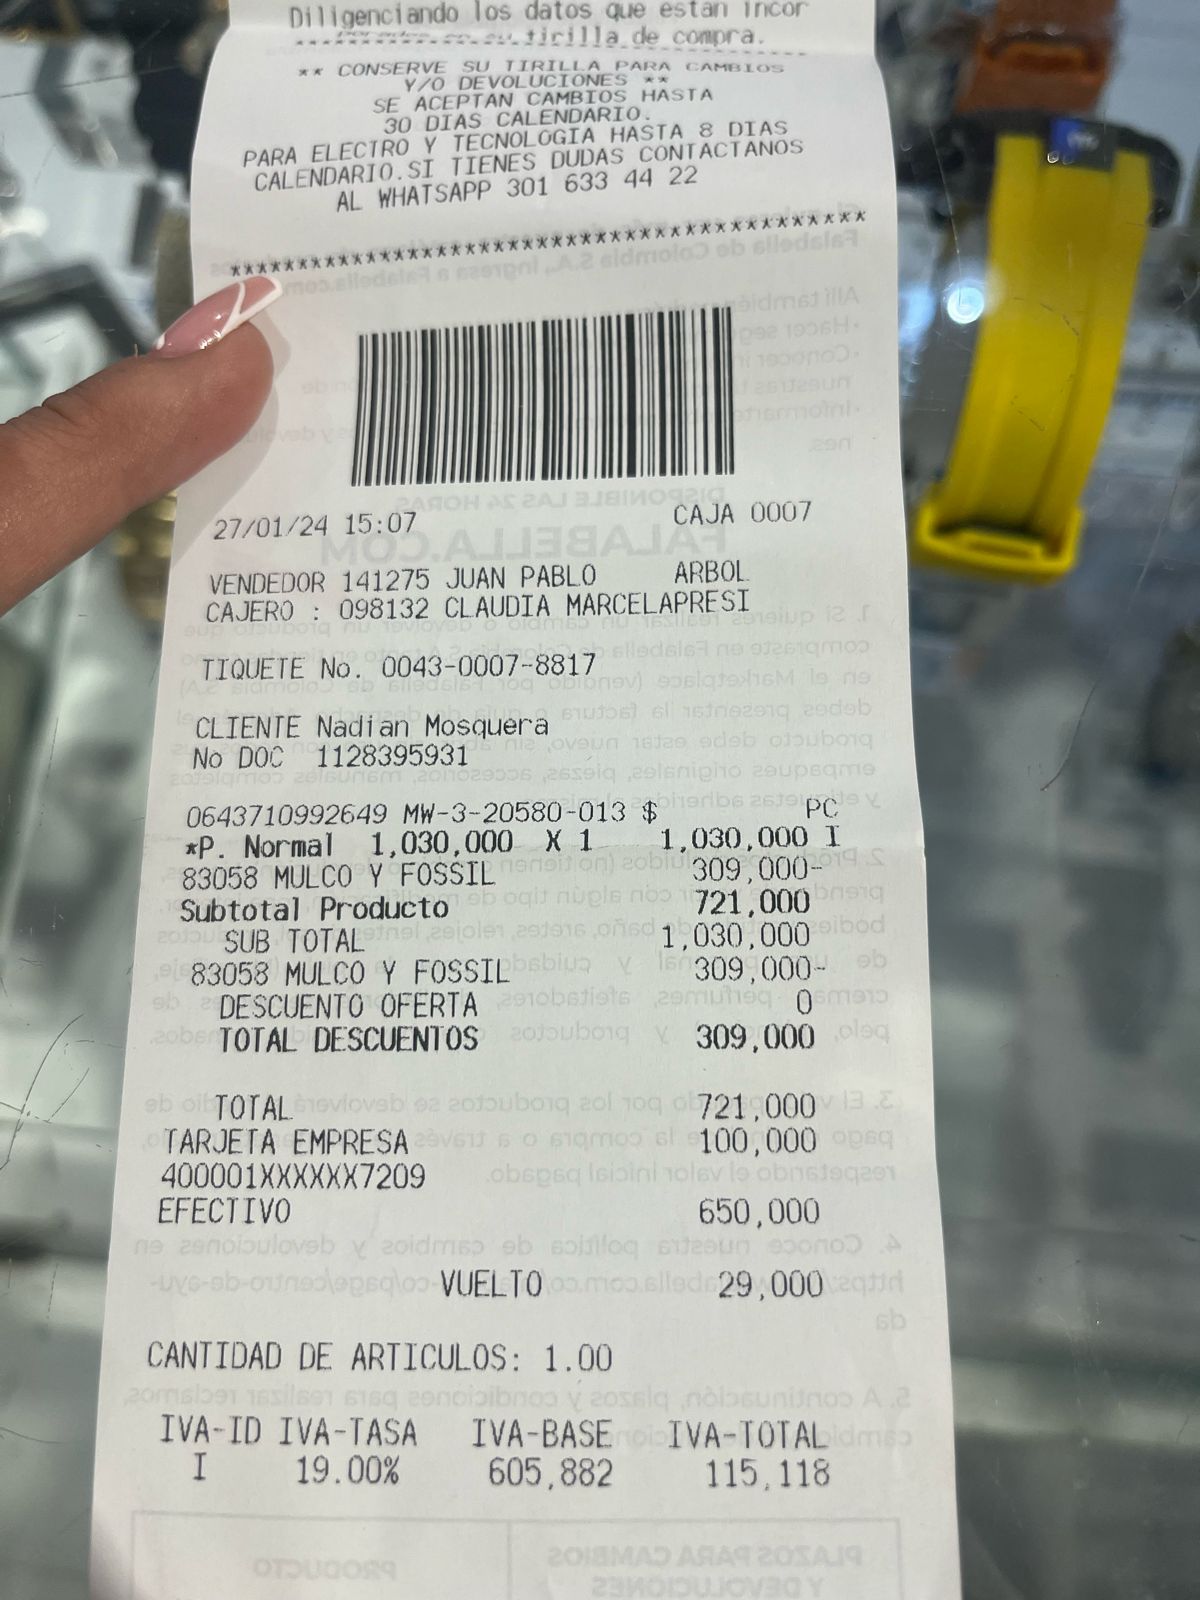 Diligenciando los datos que estan incor
tirilla de compra.
** CONSERVE SU TIRILLA PARA CAMBIOS
Y/O DEVOLUCIONES **
SE ACEPTAN CAMBIOS HASTA
30 DIAS CALENDARIO.
PARA ELECTRO Y TECNOLOGIA HASTA 8 DIAS
CALENDARIO.SI TIENES DUDAS CONTACTANOS
AL WHATSAPP 301 633 44 22
27/01/24 15:07 CAJA 0007
VENDEDOR 141275 JUAN PABLO ARBOL
CAJERO : 098132 CLAUDIA MARCELAPRESI
TIQUETE No. 0043-0007-8817
CLIENTE Nadian Mosquera
No DOC 1128395931
0643710992649 MW-3-20580-013 $ PC
*P. Normal 1,030,000 X 1 1,030,000 I
83058 MULCO Y FOSSIL 309,000-
Subtotal Producto 721,000
SUB TOTAL 1,030,000
83058 MULCO Y FOSSIL 309,000-
DESCUENTO OFERTA 0
TOTAL DESCUENTOS 309,000
TOTAL 721,000
TARJETA EMPRESA 100,000
400001XXXXXX7209
EFECTIVO 650,000
VUELTO 29,000
CANTIDAD DE ARTICULOS: 1.00
IVA-ID IVA-TASA IVA-BASE IVA-TOTAL
I 19.00% 605,882 115,118